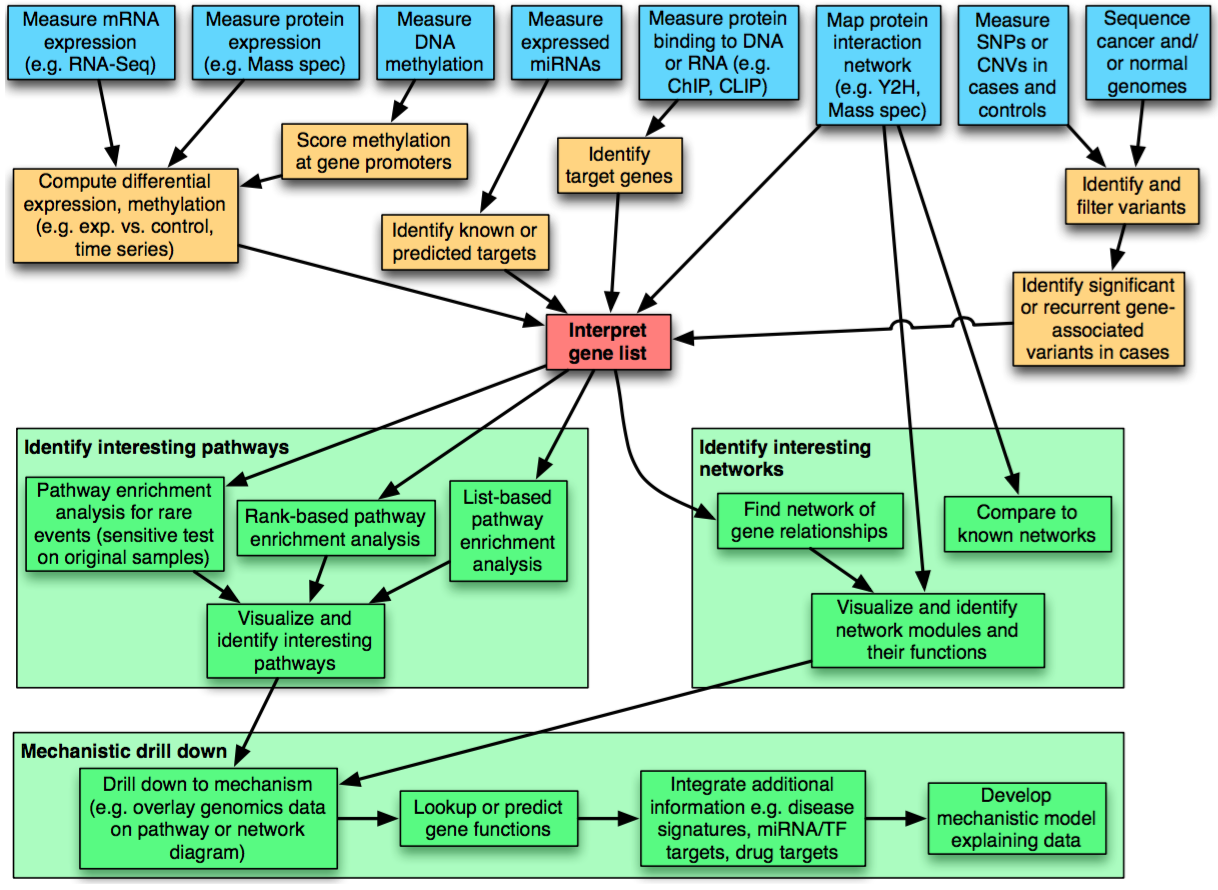 Measure mRNA
expression
(e.g. RNA-Seq)
Measure protein
expression
(e.g. Mass spec)
Measure
DNA
methylation
Measure
expressed
miRNAs
Measure protein
binding to DNA
or RNA (e.g.
ChIP, CLIP)
Map protein
interaction
network
(e.g. Y2H,
Mass spec)
Measure
SNPs or
CNVs in
cases and
controls
Sequence
cancer and/
or normal
genomes
Score methylation
at gene promoters
Identify
target genes
Compute differential
expression, methylation
(e.g. exp. vs. control,
time series)
Identify and
filter variants
Identify known or
predicted targets
Identify significant
or recurrent gene-
associated
variants in cases
Interpret
gene list
Identify interesting pathways
Pathway enrichment
analysis for rare
events (sensitive test
on original samples)
Rank-based pathway
enrichment analysis
List-based
pathway
enrichment
analysis
Visualize and
identify interesting
pathways
Identify interesting
networks
Find network of
gene relationships
Compare to
known networks
Visualize and identify
network modules and
their functions
Mechanistic drill down
Drill down to mechanism
(e.g. overlay genomics data
on pathway or network
diagram)
Lookup or predict
gene functions
Integrate additional
information e.g. disease
signatures, miRNA/TF
targets, drug targets
Develop
mechanistic model
explaining data